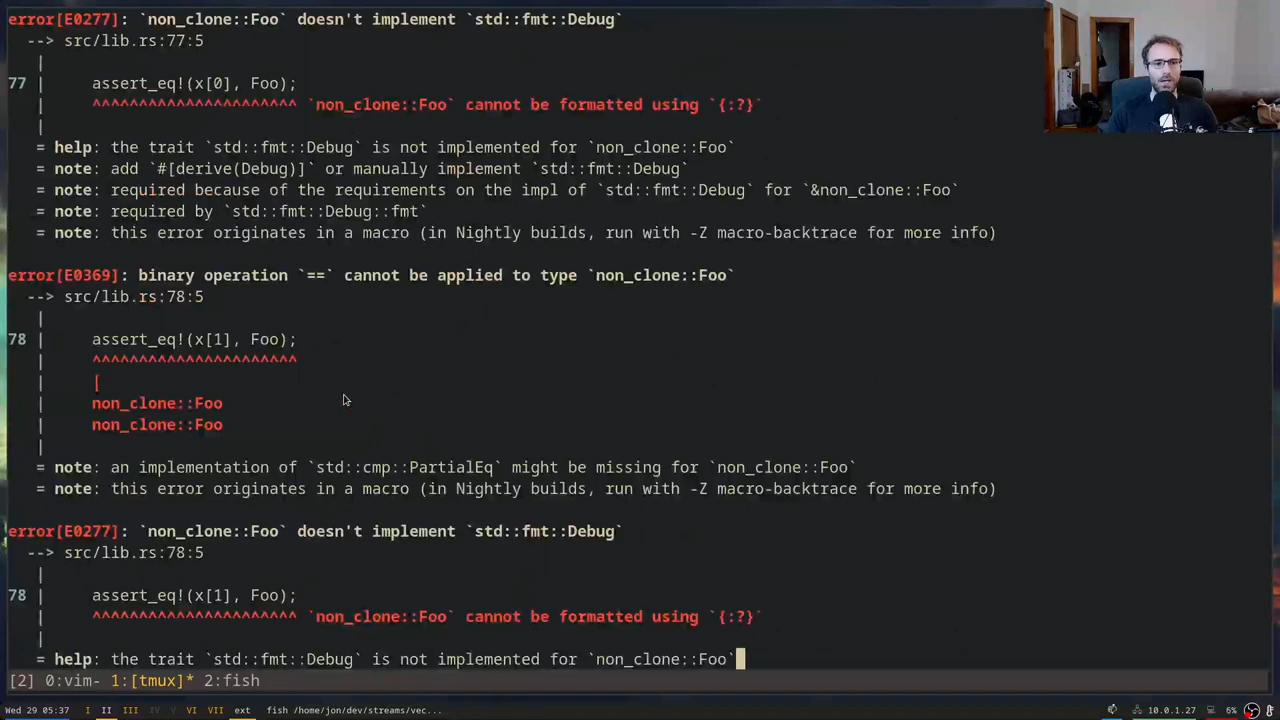 error[E0277]: `non_clone::Foo` doesn't implement `std::fmt::Debug`
--> src/lib.rs:77:5
|
77 |     assert_eq!(x[0], Foo);
|     ^^^^^^^^^^^^^^^^^^^^^^ `non_clone::Foo` cannot be formatted using `{:?}`
|
= help: the trait `std::fmt::Debug` is not implemented for `non_clone::Foo`
= note: add `#[derive(Debug)]` or manually implement `std::fmt::Debug`
= note: required because of the requirements on the impl of `std::fmt::Debug` for `&non_clone::Foo`
= note: required by `std::fmt::Debug::fmt`
= note: this error originates in a macro (in Nightly builds, run with -Z macro-backtrace for more info)
error[E0369]: binary operation `==` cannot be applied to type `non_clone::Foo`
--> src/lib.rs:78:5
|
78 |     assert_eq!(x[1], Foo);
|     ^^^^^^^^^^^^^^^^^^^^^^
|     |
|     non_clone::Foo
|     non_clone::Foo
|
= note: an implementation of `std::cmp::PartialEq` might be missing for `non_clone::Foo`
= note: this error originates in a macro (in Nightly builds, run with -Z macro-backtrace for more info)
error[E0277]: `non_clone::Foo` doesn't implement `std::fmt::Debug`
--> src/lib.rs:78:5
|
78 |     assert_eq!(x[1], Foo);
|     ^^^^^^^^^^^^^^^^^^^^^^ `non_clone::Foo` cannot be formatted using `{:?}`
|
= help: the trait `std::fmt::Debug` is not implemented for `non_clone::Foo`
[2] 0:vim- 1:[tmux]* 2:fish
Wed 29 05:37 I II III IV V VI VII ext fish /home/jon/dev/streams/vec... 10.0.1.27 6%